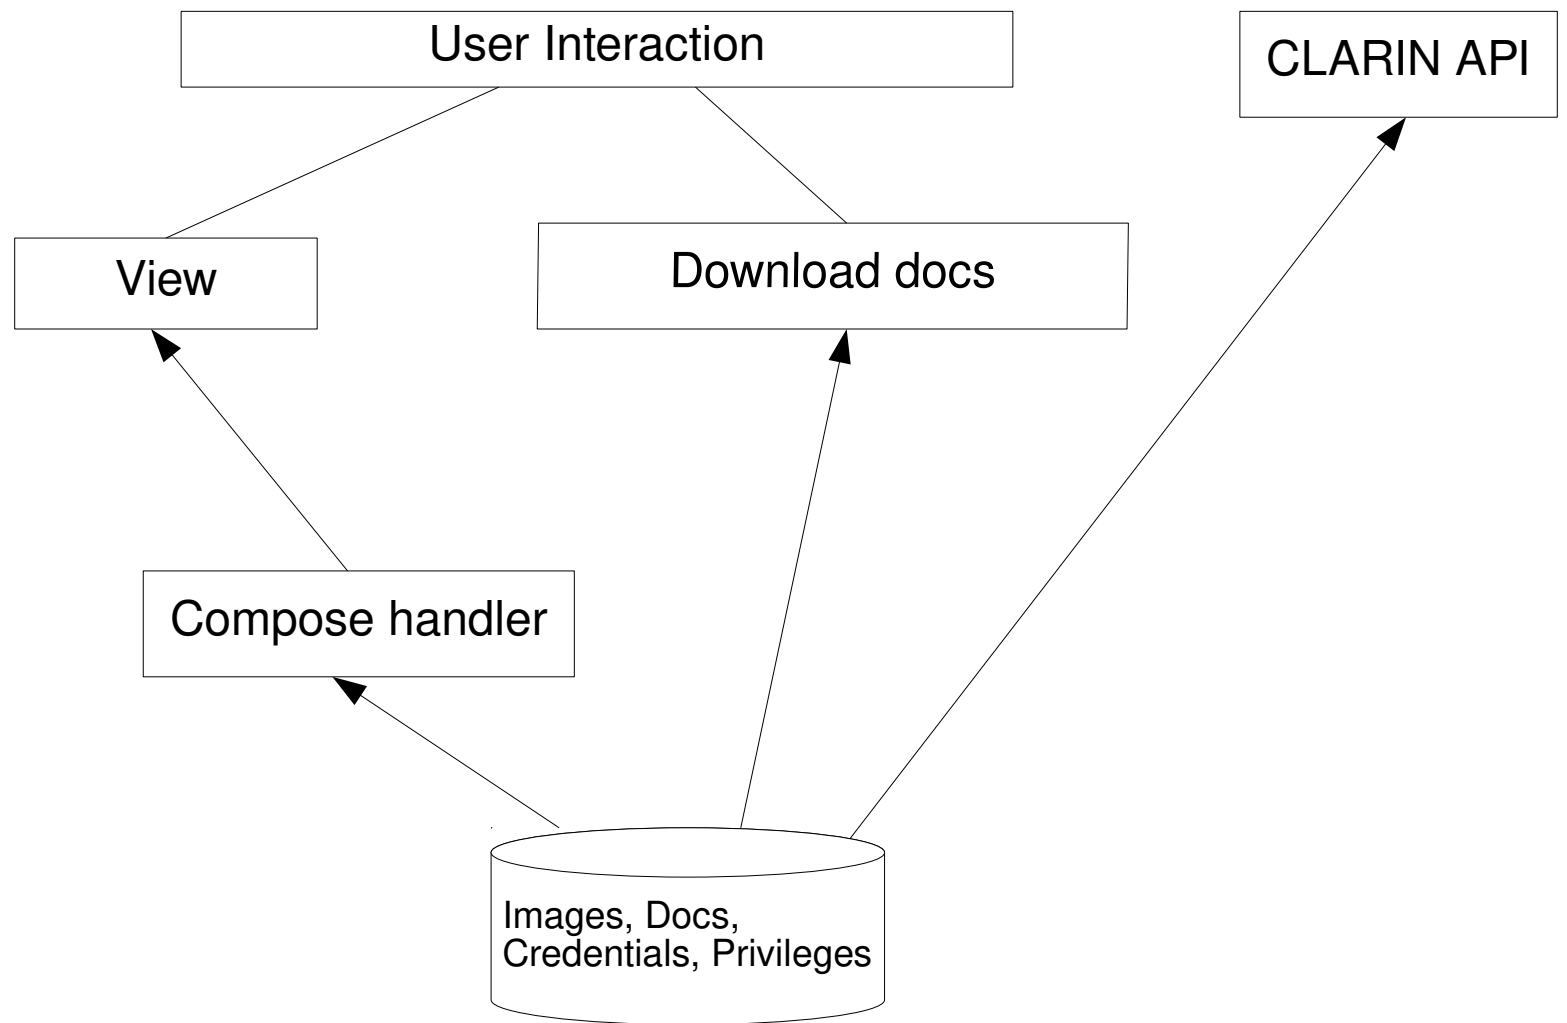 User Interaction
CLARIN API
View
Download docs
Compose handler
Images, Docs,
Credentials, Privileges